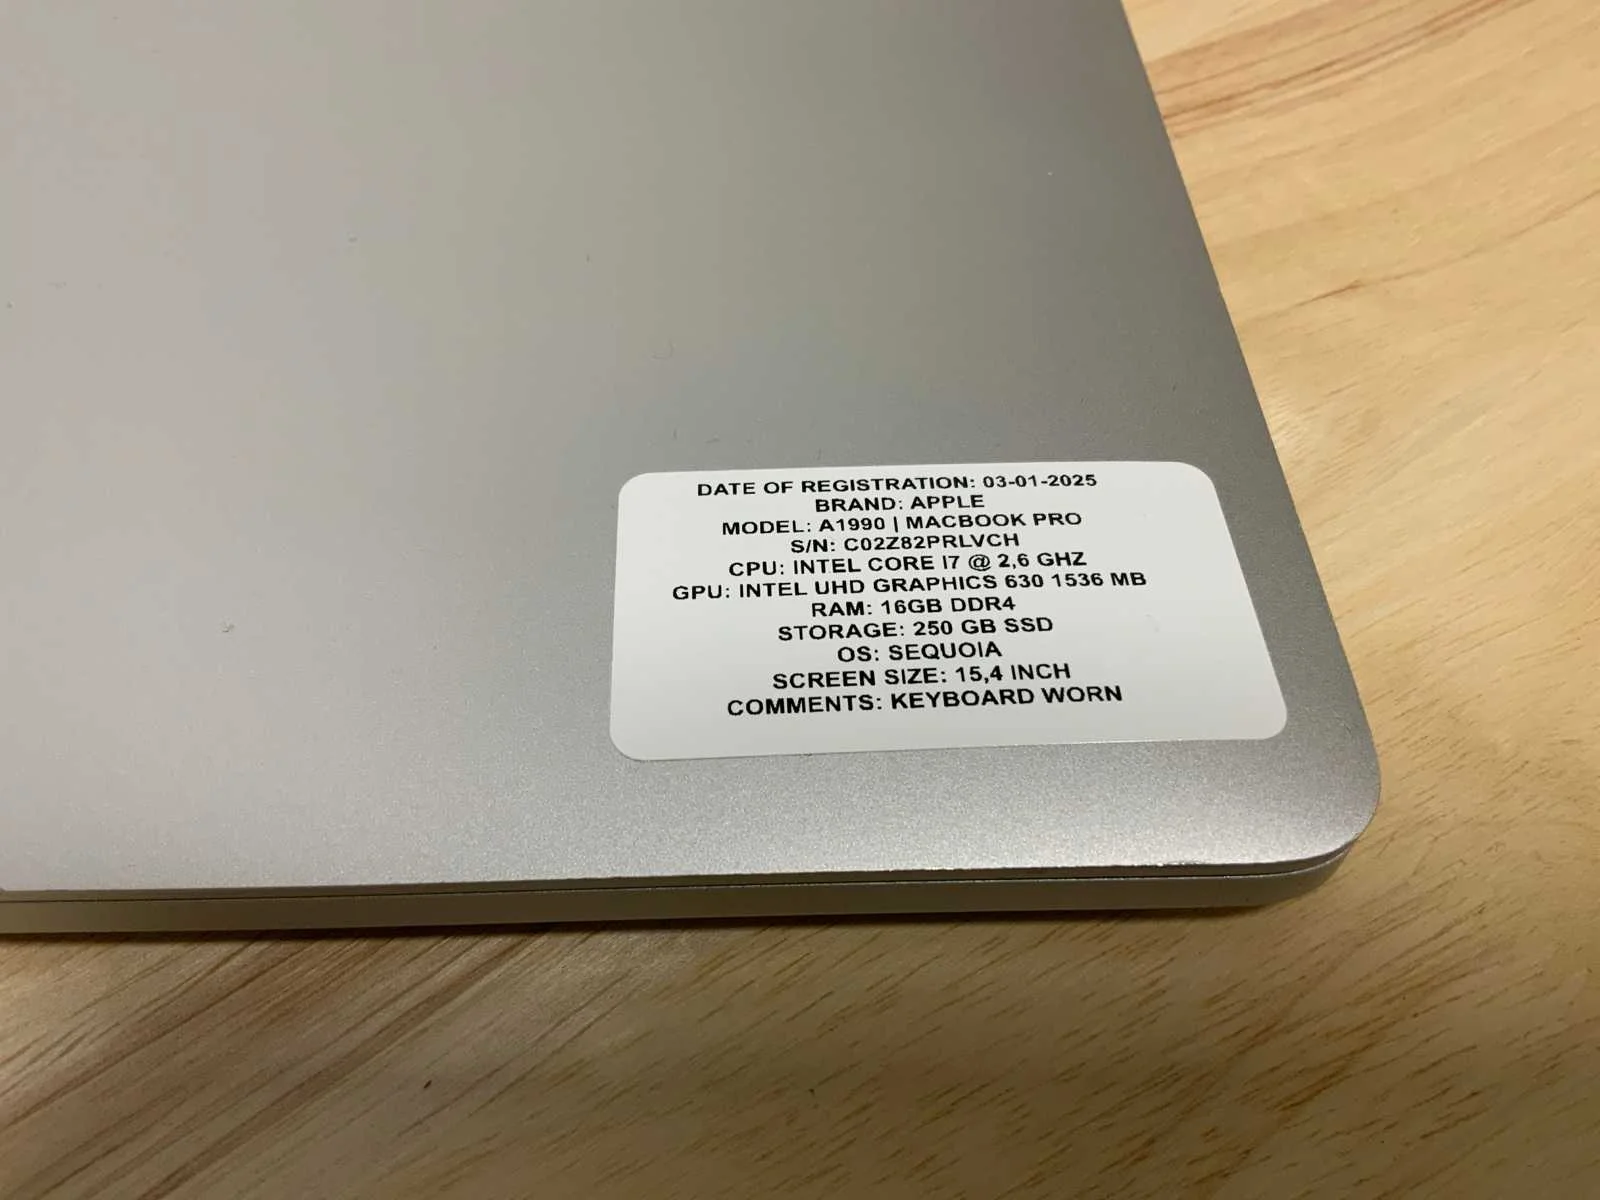 DATE OF REGISTRATION: 03-01-2025
BRAND: APPLE
MODEL: A1990 | MACBOOK PRO
S/N: C02Z82PRLVCH
CPU: INTEL CORE I7 @ 2,6 GHZ
GPU: INTEL UHD GRAPHICS 630 1536 MB
RAM: 16GB DDR4
STORAGE: 250 GB SSD
OS: SEQUOIA
SCREEN SIZE: 15,4 INCH
COMMENTS: KEYBOARD WORN